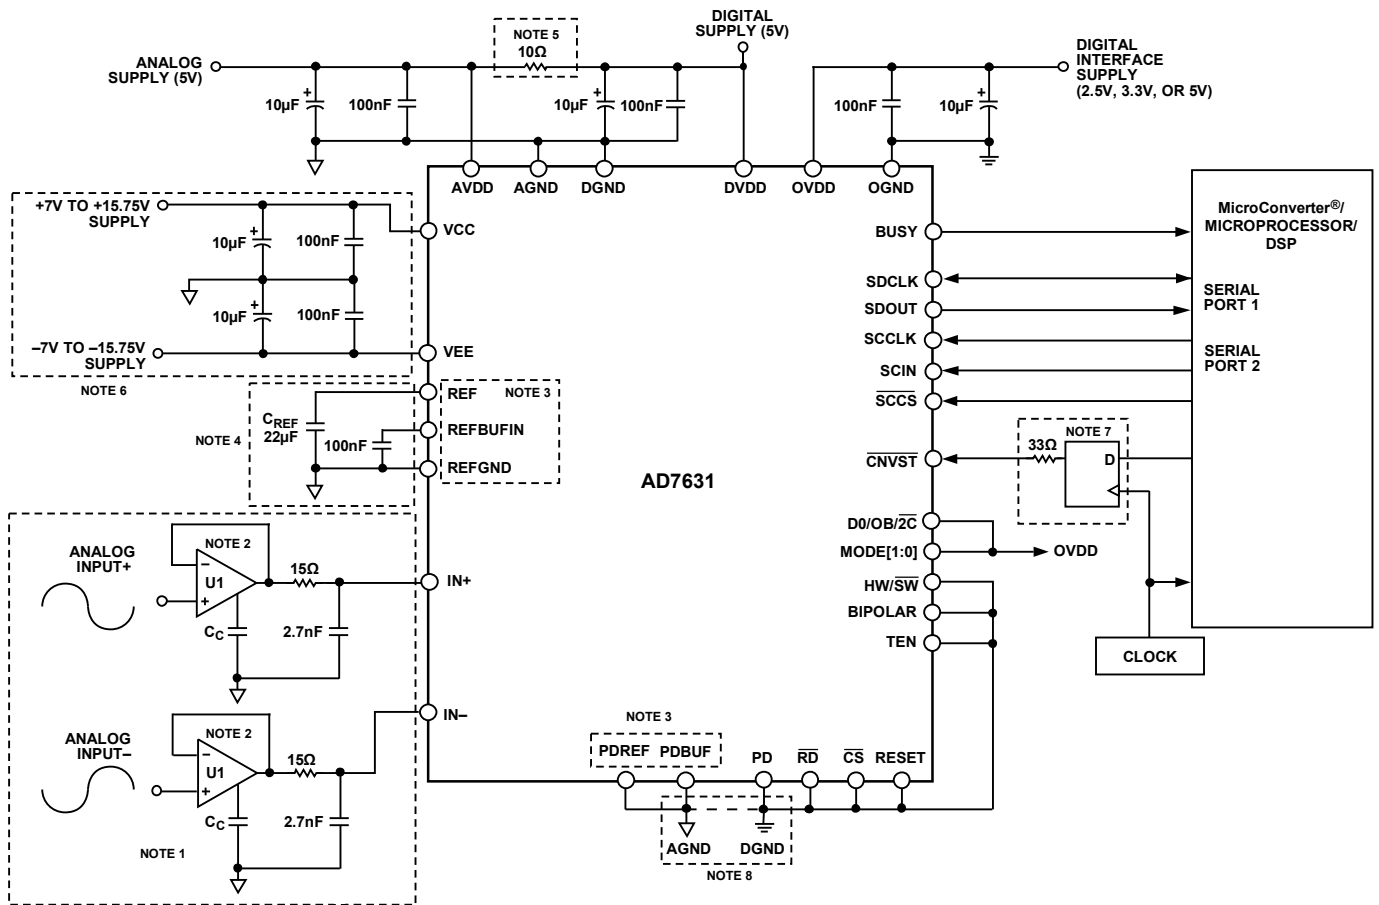 DIGITAL
SUPPLY (5V)
NOTE 5
10Ω
ANALOG
SUPPLY (5V)
DIGITAL
INTERFACE
SUPPLY
(2.5V, 3.3V, OR 5V)
+
10µF
100nF
+
10µF
100nF
100nF
+
10µF
AVDD
AGND
DGND
DVDD
OVDD
OGND
+7V TO +15.75V
SUPPLY
+
10µF
100nF
+
10µF
100nF
–7V TO –15.75V
SUPPLY
NOTE 6
VCC
VEE
NOTE 4
CREF
22µF
100nF
REF
NOTE 3
REFBUFIN
REFGND
AD7631
BUSY
SDCLK
SDOUT
SCCLK
SCIN
S̅C̅C̅S̅
C̅N̅V̅S̅T̅
D0/OB/2̅C̅
MODE[1:0]
HW/S̅W̅
BIPOLAR
TEN
MicroConverter®/
MICROPROCESSOR/
DSP
SERIAL
PORT 1
SERIAL
PORT 2
NOTE 7
33Ω
D
OVDD
CLOCK
ANALOG
INPUT+
NOTE 2
–
U1
+
15Ω
CC
2.7nF
IN+
ANALOG
INPUT–
NOTE 2
–
U1
+
15Ω
CC
2.7nF
NOTE 1
IN–
NOTE 3
PDREF
PDBUF
PD
R̅D̅
C̅S̅
RESET
AGND
DGND
NOTE 8